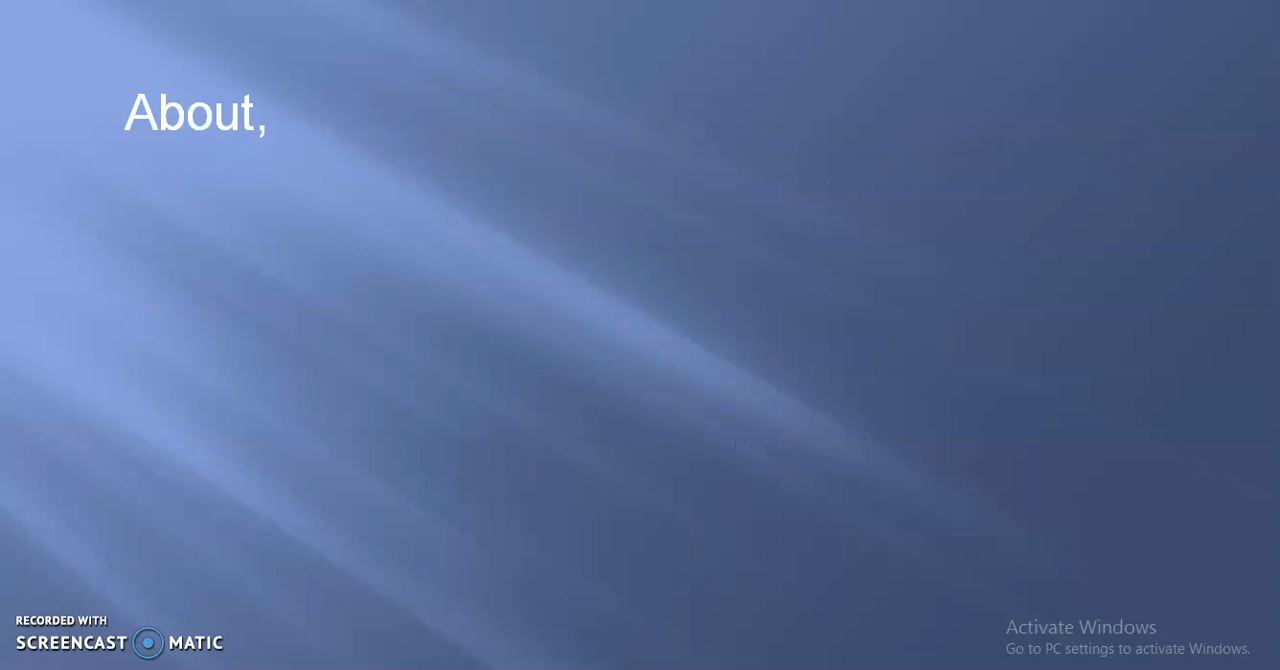 About,
RECORDED WITH
SCREENCAST MATIC
Activate Windows
Go to PC settings to activate Windows.